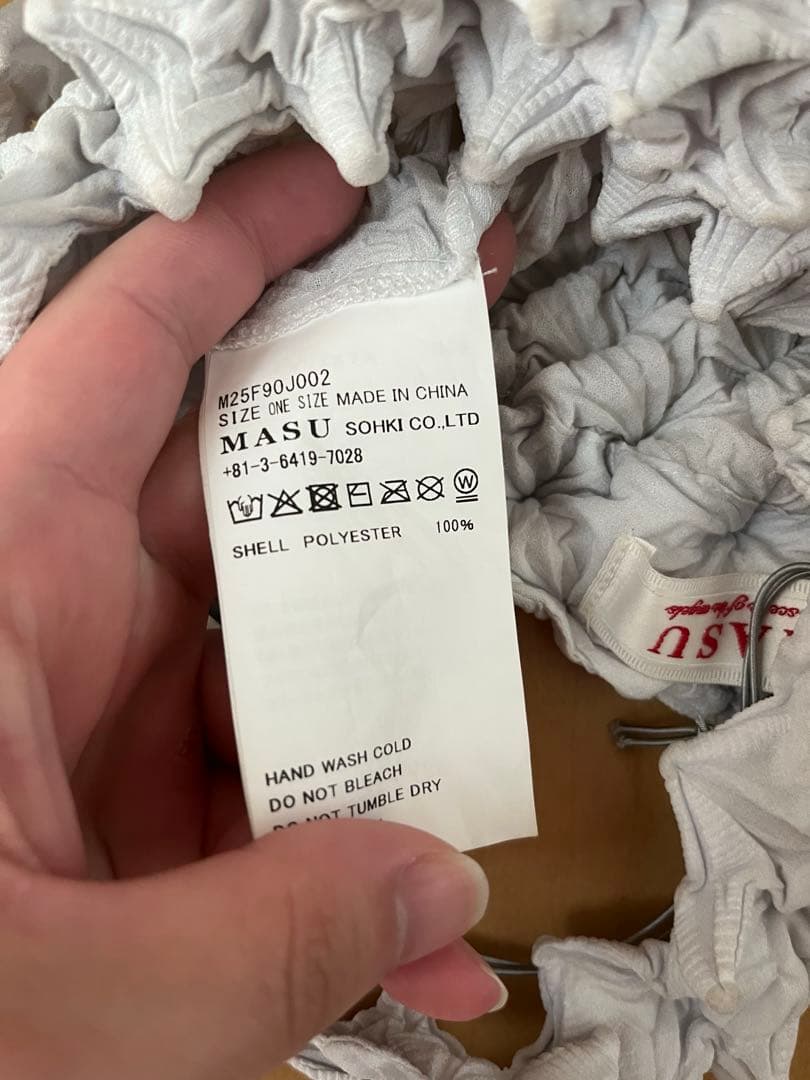 M25F90J002
SIZE ONE SIZE MADE IN CHINA
MASU SOHKI CO.,LTD
+81-3-6419-7028
W
SHELL POLYESTER 100%
HAND WASH COLD
DO NOT BLEACH
DO NOT TUMBLE DRY
MASU